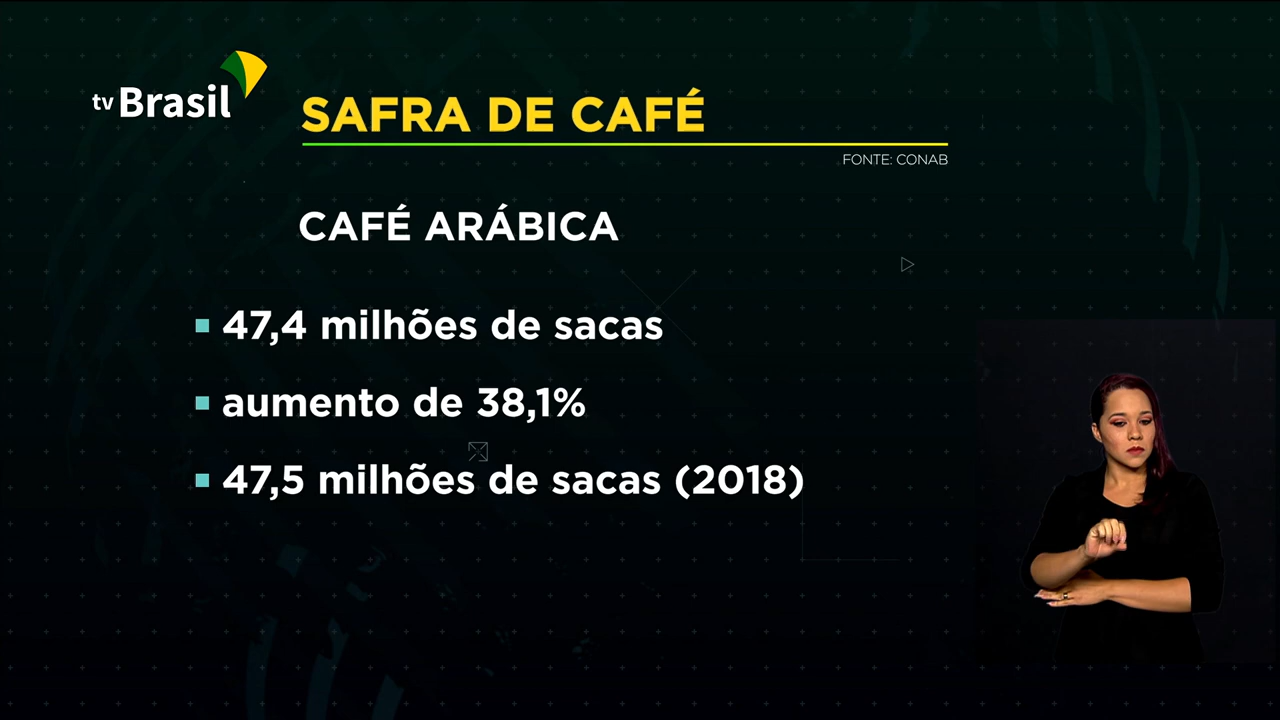 tv Brasil
SAFRA DE CAFÉ
FONTE: CONAB
CAFÉ ARÁBICA
47,4 milhões de sacas
aumento de 38,1%
47,5 milhões de sacas (2018)